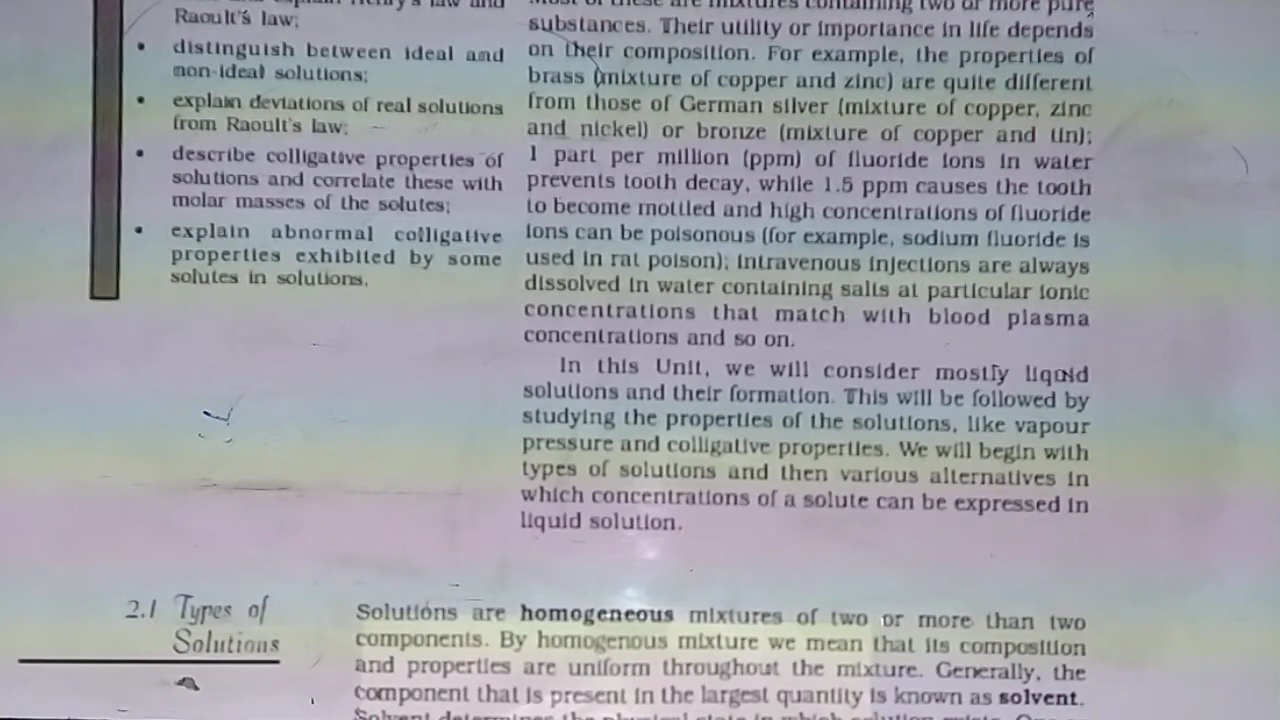 Raoult's law;
• distinguish between ideal and
non-ideal solutions;
• explain deviations of real solutions
from Raoult's law;
• describe colligative properties of
solutions and correlate these with
molar masses of the solutes;
• explain abnormal colligative
properties exhibited by some
solutes in solutions.
Most of these are mixtures containing two or more pure
substances. Their utility or importance in life depends
on their composition. For example, the properties of
brass (mixture of copper and zinc) are quite different
from those of German silver (mixture of copper, zinc
and nickel) or bronze (mixture of copper and tin);
1 part per million (ppm) of fluoride ions in water
prevents tooth decay, while 1.5 ppm causes the tooth
to become mottled and high concentrations of fluoride
ions can be poisonous (for example, sodium fluoride is
used in rat poison); intravenous injections are always
dissolved in water containing salts at particular ionic
concentrations that match with blood plasma
concentrations and so on.
In this Unit, we will consider mostly liquid
solutions and their formation. This will be followed by
studying the properties of the solutions, like vapour
pressure and colligative properties. We will begin with
types of solutions and then various alternatives in
which concentrations of a solute can be expressed in
liquid solution.
2.1 Types of
Solutions
Solutions are homogeneous mixtures of two or more than two
components. By homogenous mixture we mean that its composition
and properties are uniform throughout the mixture. Generally, the
component that is present in the largest quantity is known as solvent.